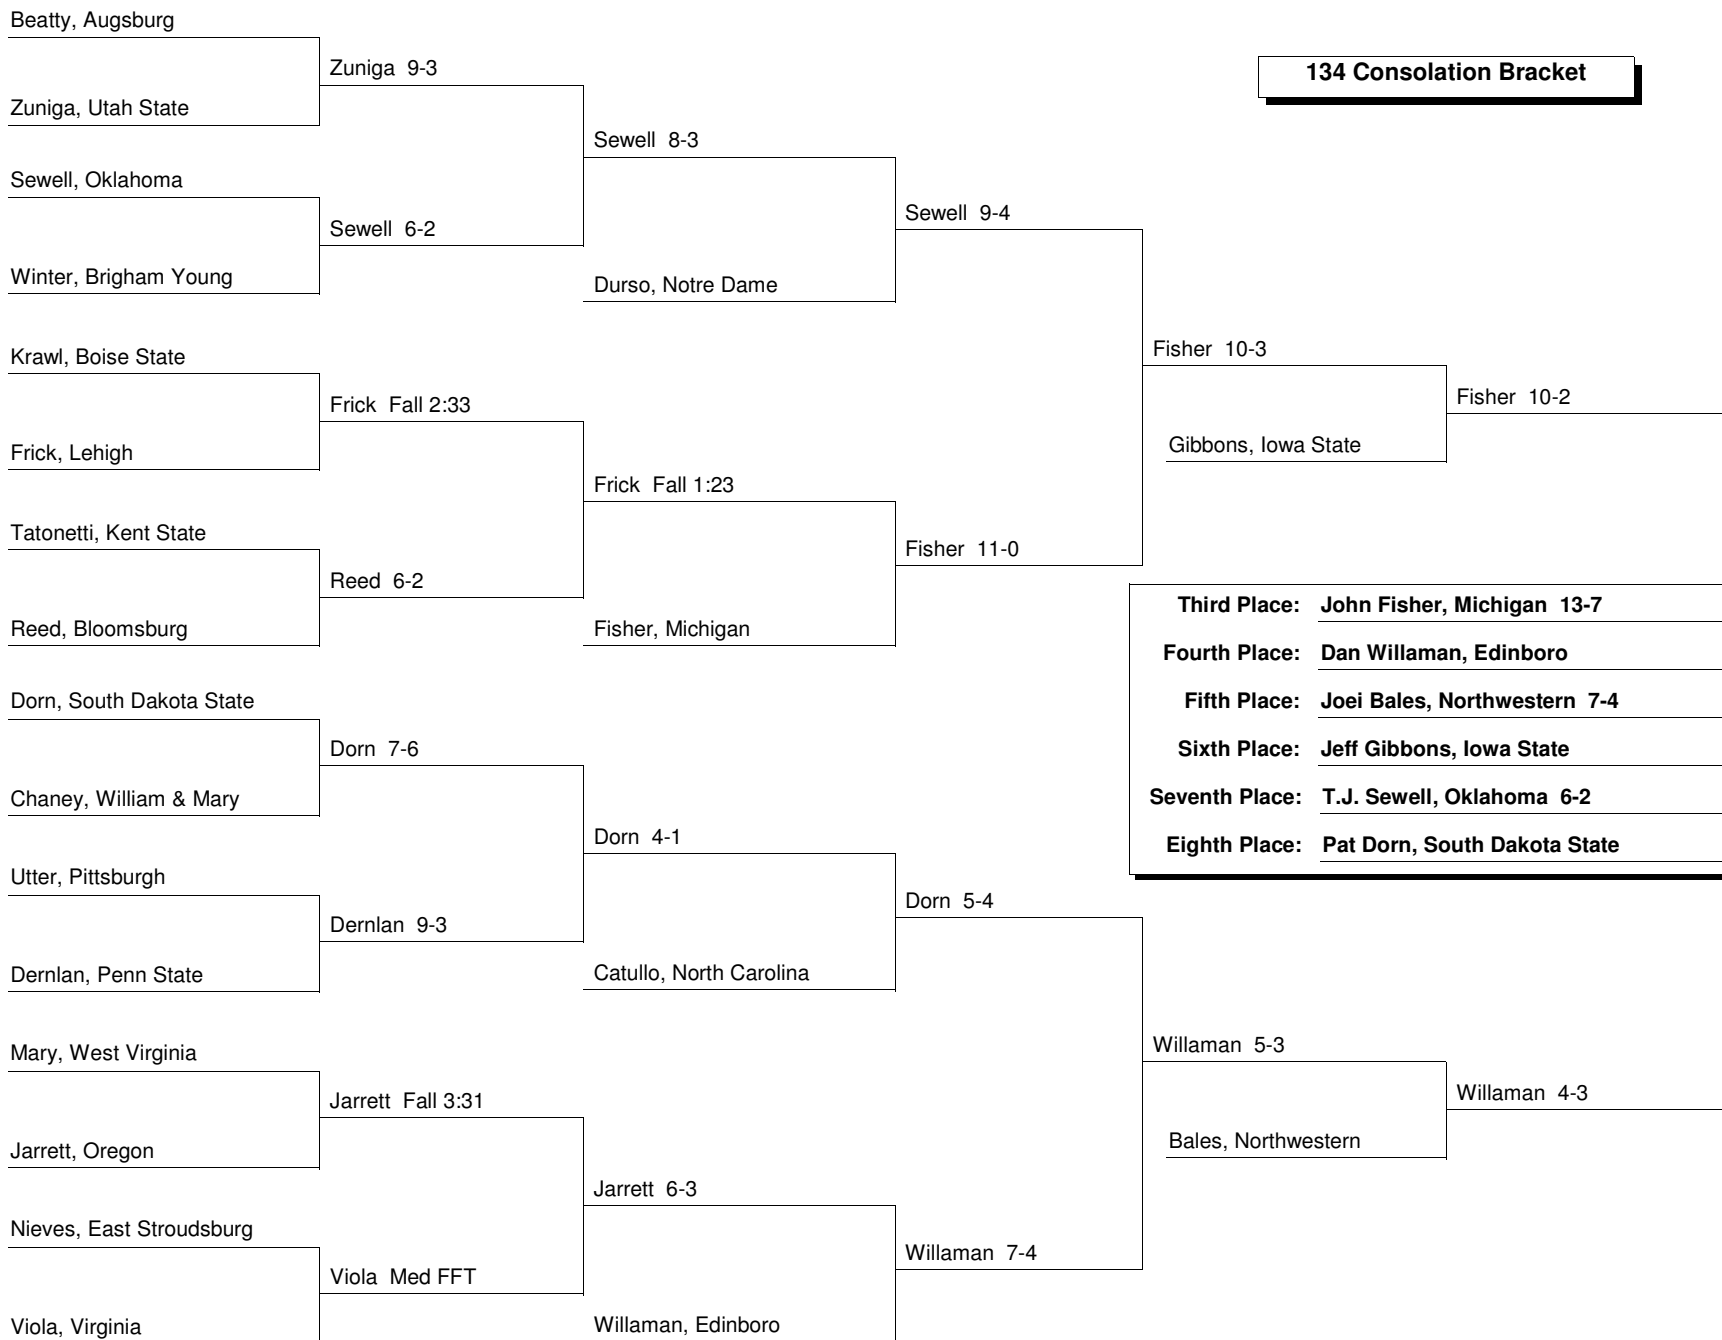 Beatty, Augsburg
Zuniga 9-3
134 Consolation Bracket
Zuniga, Utah State
Sewell 8-3
Sewell, Oklahoma
Sewell 9-4
Sewell 6-2
Winter, Brigham Young
Durso, Notre Dame
Fisher 10-3
Krawl, Boise State
Fisher 10-2
Frick Fall 2:33
Gibbons, Iowa State
Frick, Lehigh
Frick Fall 1:23
Tatonetti, Kent State
Fisher 11-0
Reed 6-2
Reed, Bloomsburg
Fisher, Michigan
Third Place: John Fisher, Michigan 13-7
Fourth Place: Dan Willaman, Edinboro
Fifth Place: Joei Bales, Northwestern 7-4
Sixth Place: Jeff Gibbons, Iowa State
Seventh Place: T.J. Sewell, Oklahoma 6-2
Eighth Place: Pat Dorn, South Dakota State
Dorn, South Dakota State
Dorn 7-6
Chaney, William & Mary
Dorn 4-1
Utter, Pittsburgh
Dorn 5-4
Dernlan 9-3
Dernlan, Penn State
Catullo, North Carolina
Willaman 5-3
Mary, West Virginia
Willaman 4-3
Jarrett Fall 3:31
Bales, Northwestern
Jarrett, Oregon
Jarrett 6-3
Nieves, East Stroudsburg
Willaman 7-4
Viola Med FFT
Viola, Virginia
Willaman, Edinboro